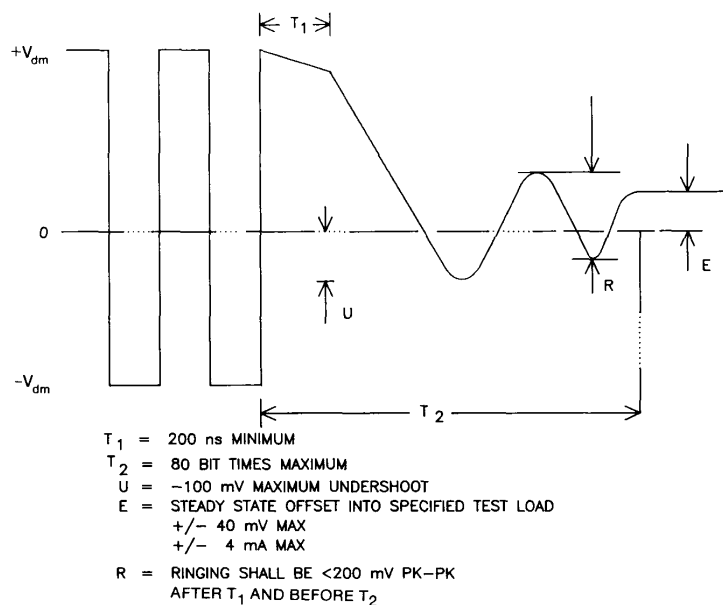 T1
+Vdm
0
U
R
E
−Vdm
T2
T1 = 200 ns MINIMUM
T2 = 80 BIT TIMES MAXIMUM
U = −100 mV MAXIMUM UNDERSHOOT
E = STEADY STATE OFFSET INTO SPECIFIED TEST LOAD
+/− 40 mV MAX
+/− 4 mA MAX
R = RINGING SHALL BE <200 mV PK−PK
AFTER T1 AND BEFORE T2